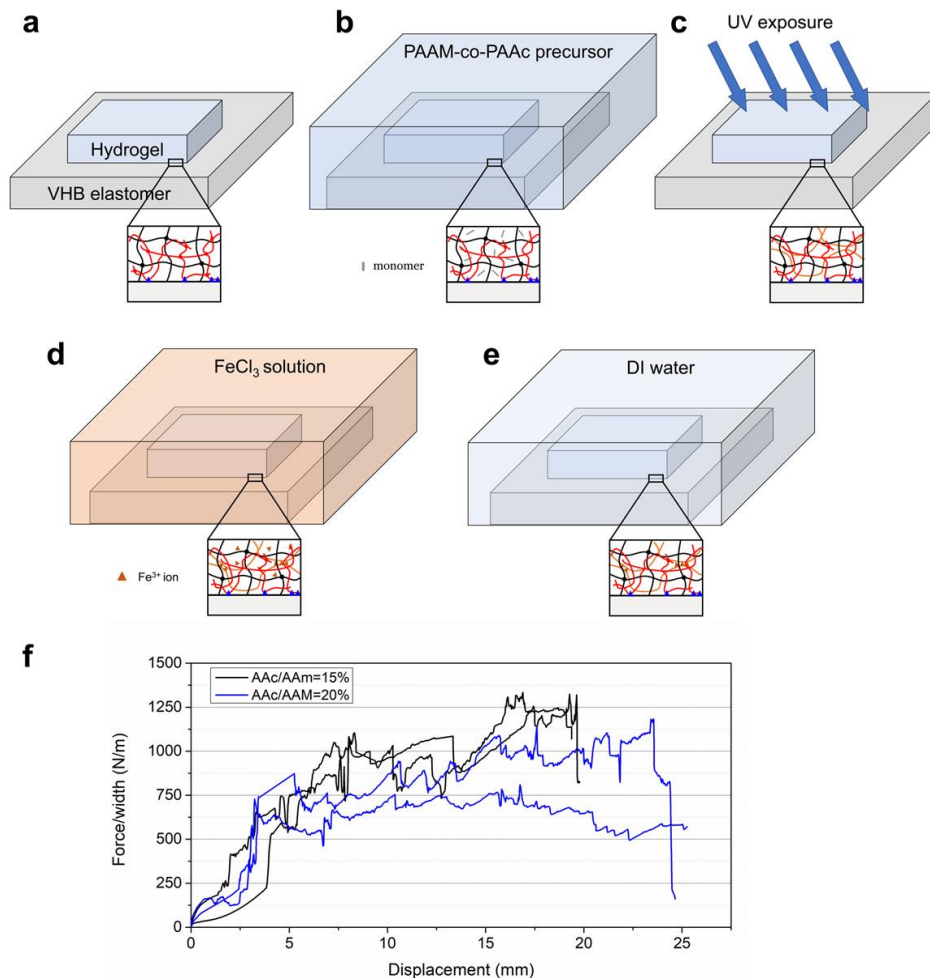 a
Hydrogel
VHB elastomer
b
PAAM-co-PAAc precursor
monomer
c
UV exposure
d
FeCl₃ solution
Fe³⁺ ion
e
DI water
f
AAc/AAm=15%
AAc/AAM=20%
Force/width (N/m)
1500
1250
1000
750
500
250
0
0 5 10 15 20 25
Displacement (mm)